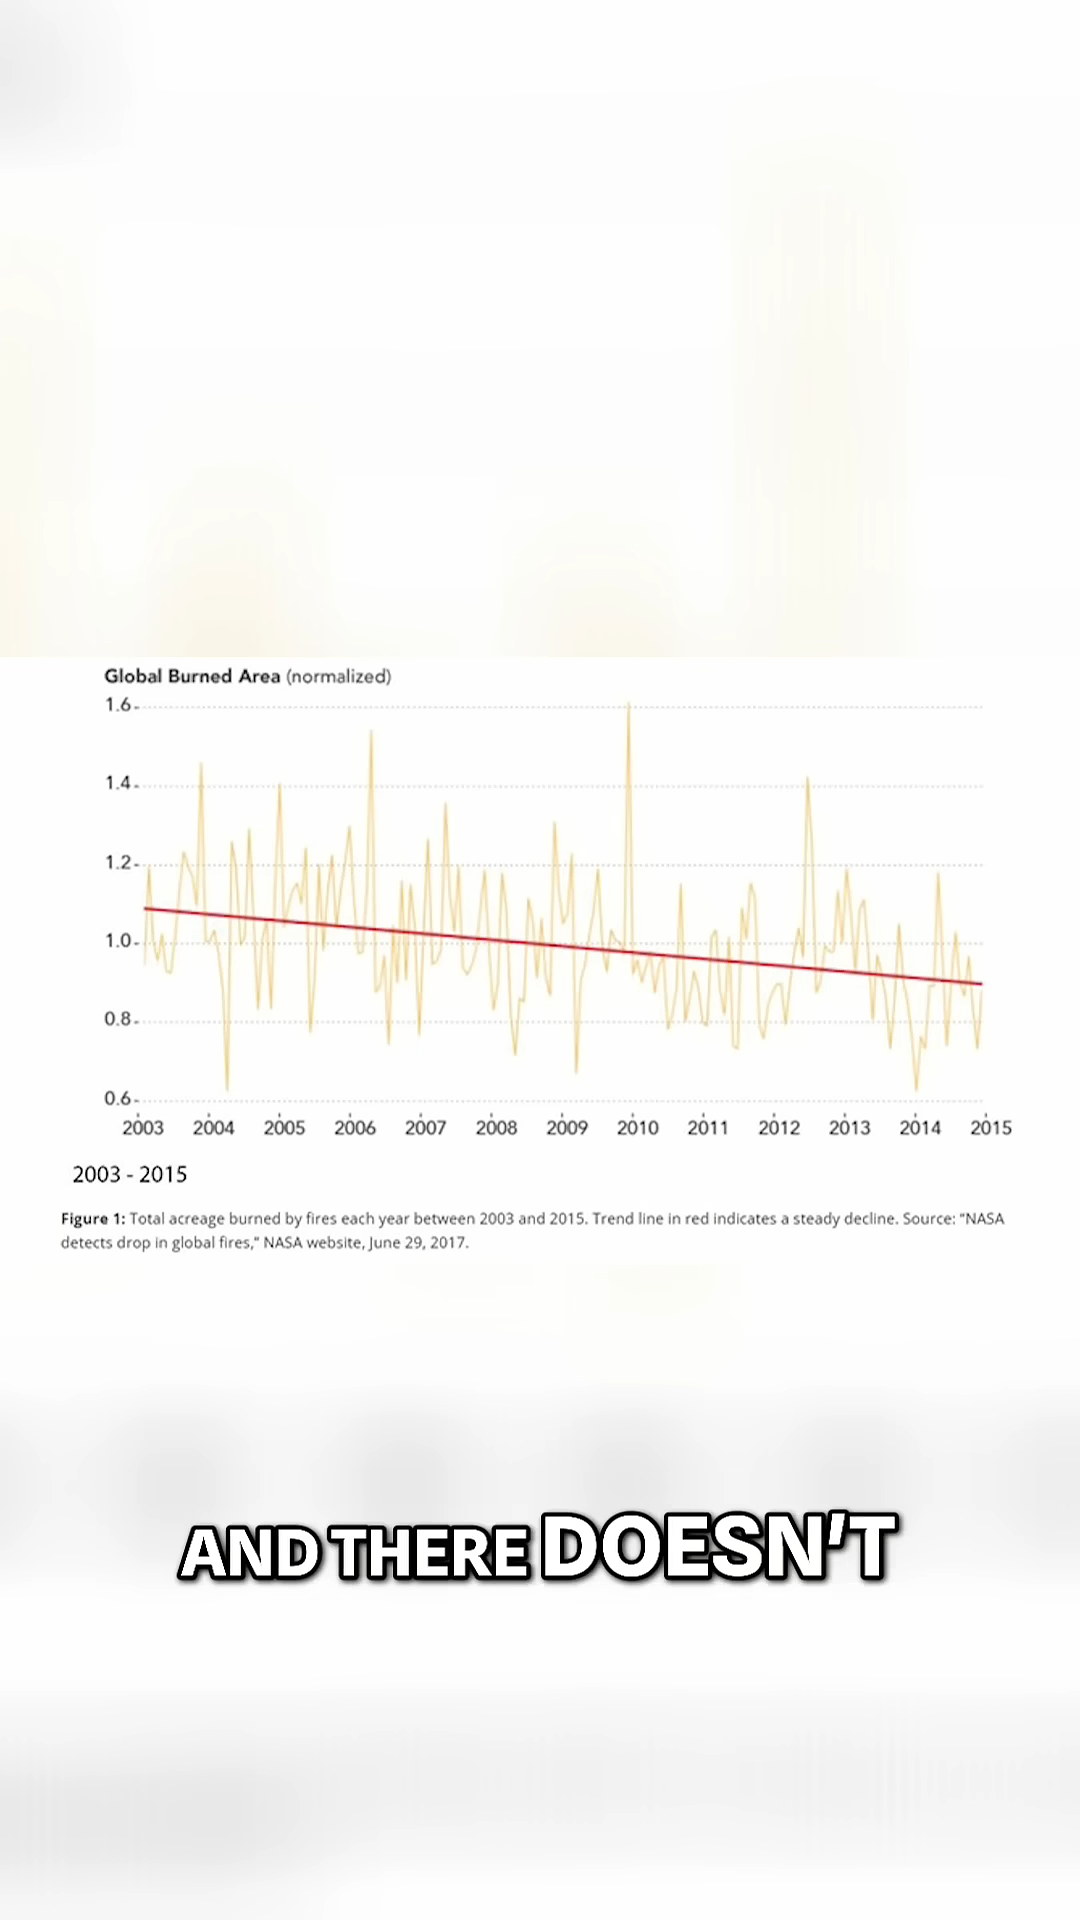 Global Burned Area (normalized)
1.6
1.4
1.2
1.0
0.8
0.6
2003 2004 2005 2006 2007 2008 2009 2010 2011 2012 2013 2014 2015
2003 - 2015
Figure 1: Total acreage burned by fires each year between 2003 and 2015. Trend line in red indicates a steady decline. Source: "NASA
detects drop in global fires," NASA website, June 29, 2017.
AND THERE DOESN'T